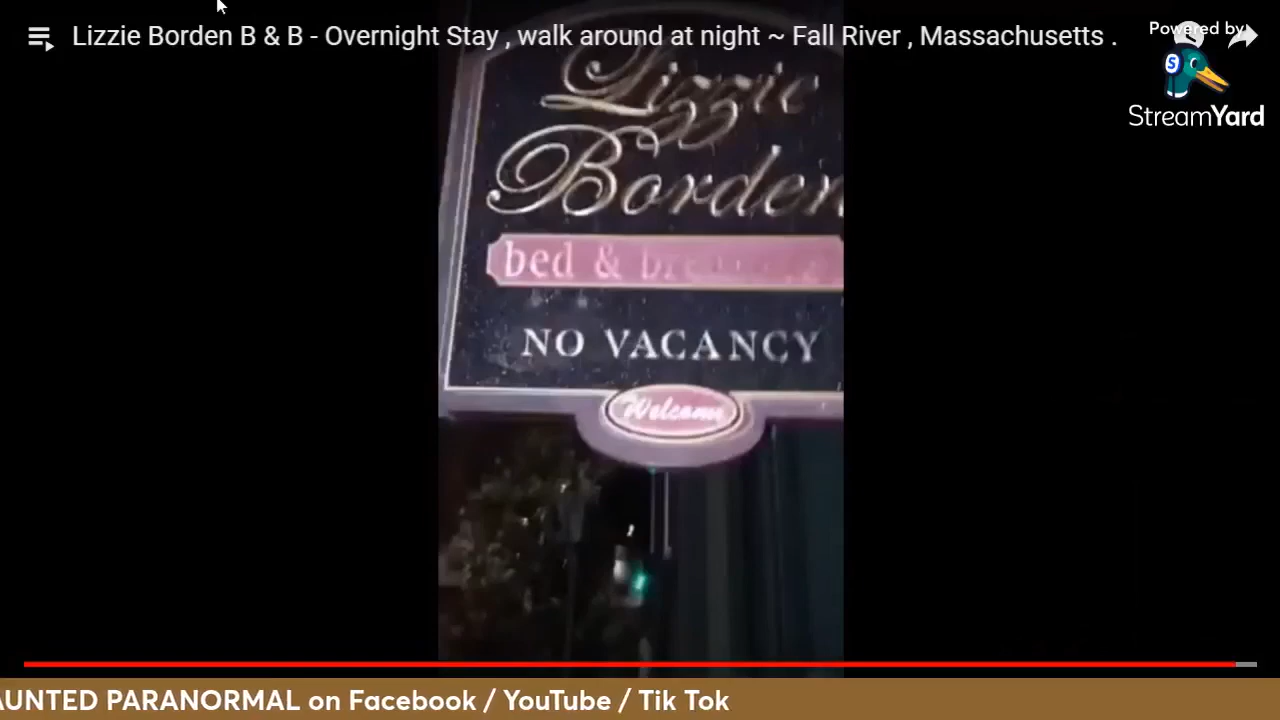 Lizzie Borden B & B - Overnight Stay , walk around at night ~ Fall River , Massachusetts .
Powered by
S
StreamYard
Lizzie
Borden
bed &
NO VACANCY
Welcome
AUNTED PARANORMAL on Facebook / YouTube / Tik Tok